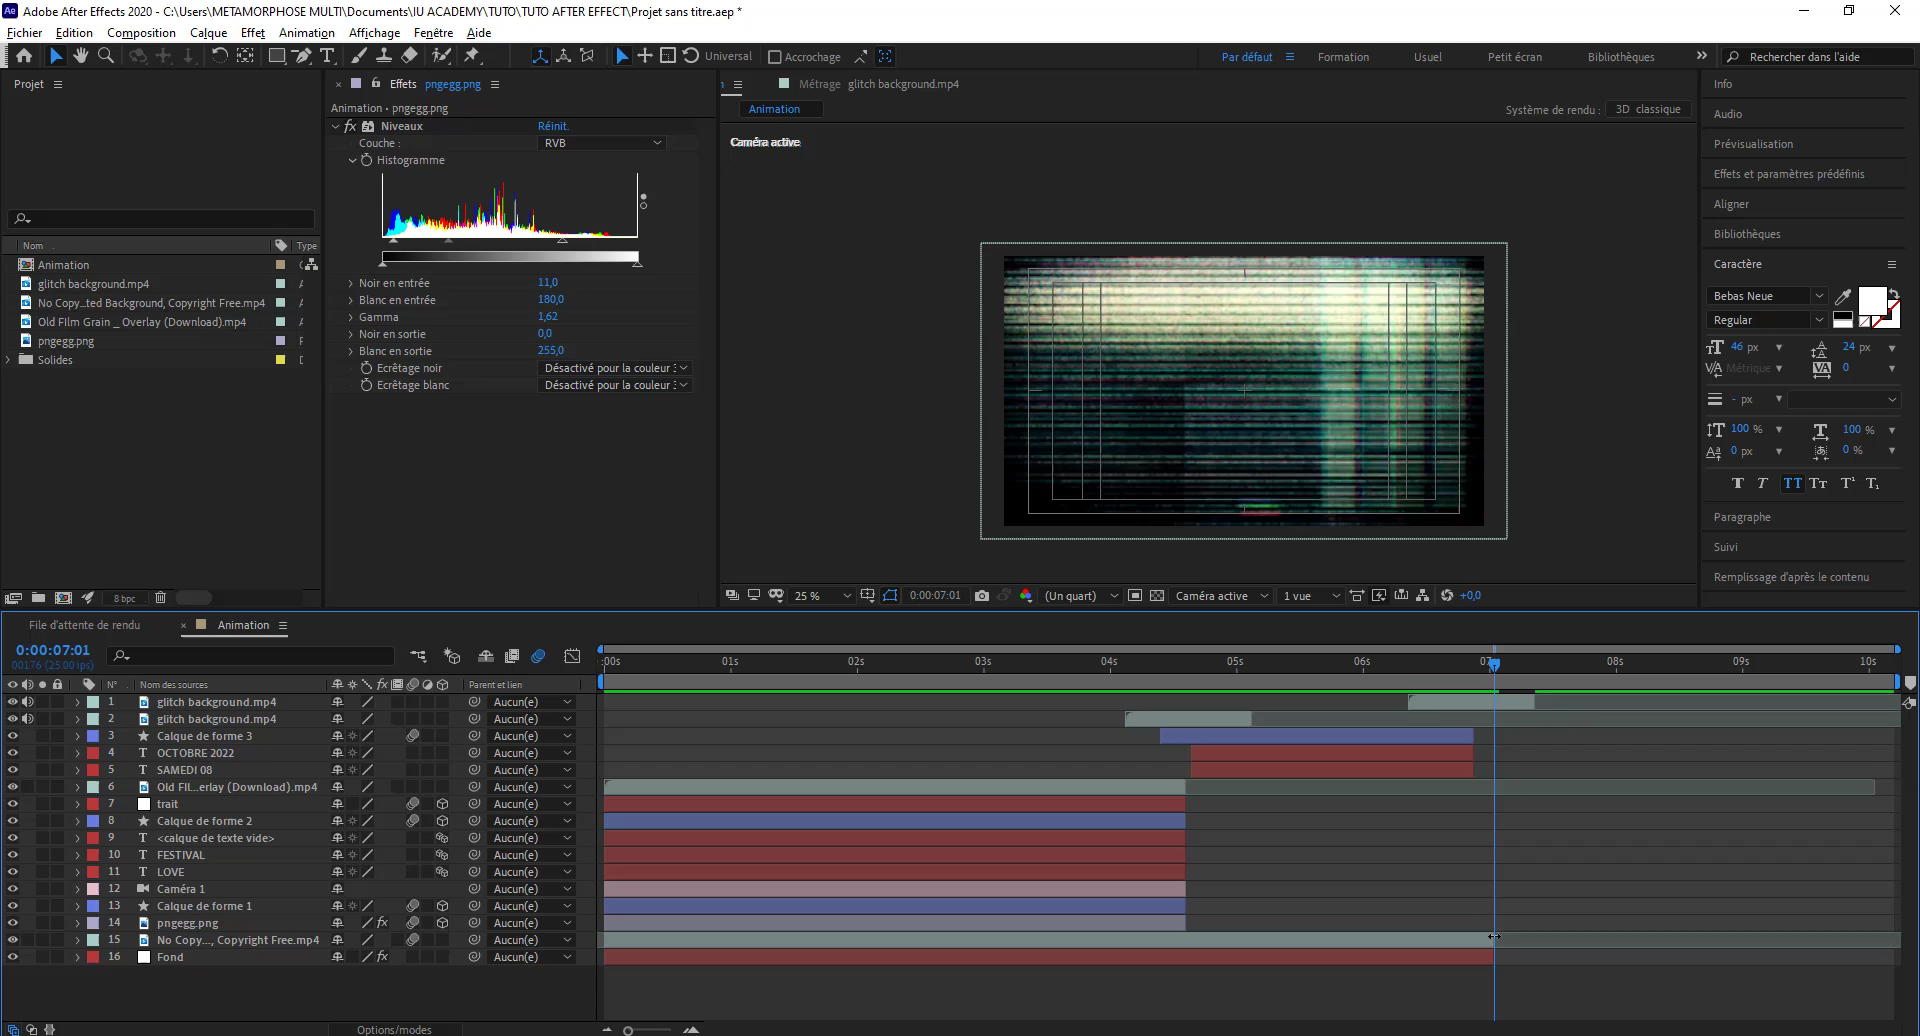 Adobe After Effects 2020 - C:\Users\METAMORPHOSE MULTI\Documents\IU ACADEMY\TUTO\TUTO AFTER EFFECT\Projet sans titre.aep *
Fichier Edition Composition Calque Effet Animation Affichage Fenêtre Aide
Universal Accrochage Par défaut Formation Usuel Petit écran Bibliothèques Rechercher dans l'aide
Projet
Nom Type
Animation
glitch background.mp4
No Copy...ted Background, Copyright Free.mp4
Old FIlm Grain _ Overlay (Download).mp4
pngegg.png
Solides
8 bpc
Effets pngegg.png
Animation • pngegg.png
fx Niveaux Réinit.
Couche : RVB
Histogramme
Noir en entrée 11,0
Blanc en entrée 180,0
Gamma 1,62
Noir en sortie 0,0
Blanc en sortie 255,0
Ecrêtage noir Désactivé pour la couleur
Ecrêtage blanc Désactivé pour la couleur
Métrage glitch background.mp4
Animation Système de rendu : 3D classique
Caméra active
25 % 0:00:07:01 (Un quart) Caméra active 1 vue +0,0
Info
Audio
Prévisualisation
Effets et paramètres prédéfinis
Aligner
Bibliothèques
Caractère
Bebas Neue
Regular
46 px 24 px
Métrique 0
- px
100 % 100 %
0 px 0 %
Paragraphe
Suivi
Remplissage d'après le contenu
File d'attente de rendu Animation
0:00:07:01
00176 (25.00 ips)
:00s 01s 02s 03s 04s 05s 06s 07s 08s 09s 10s
N° Nom des sources fx Parent et lien
1 glitch background.mp4 Aucun(e)
2 glitch background.mp4 Aucun(e)
3 Calque de forme 3 Aucun(e)
4 T OCTOBRE 2022 Aucun(e)
5 T SAMEDI 08 Aucun(e)
6 Old FIl...erlay (Download).mp4 Aucun(e)
7 trait Aucun(e)
8 Calque de forme 2 Aucun(e)
9 T <calque de texte vide> Aucun(e)
10 T FESTIVAL Aucun(e)
11 T LOVE Aucun(e)
12 Caméra 1 Aucun(e)
13 Calque de forme 1 Aucun(e)
14 pngegg.png fx Aucun(e)
15 No Copy..., Copyright Free.mp4 Aucun(e)
16 Fond fx Aucun(e)
Options/modes